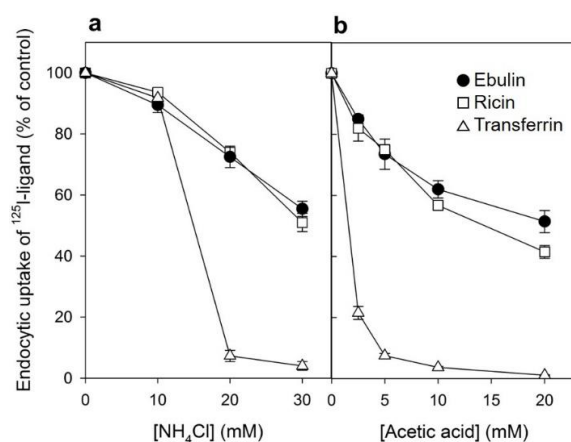 a
b
Endocytic uptake of ¹²⁵I-ligand (% of control)
100
80
60
40
20
0
Ebulin
Ricin
Transferrin
0 10 20 30
0 5 10 15 20
[NH₄Cl] (mM)
[Acetic acid] (mM)